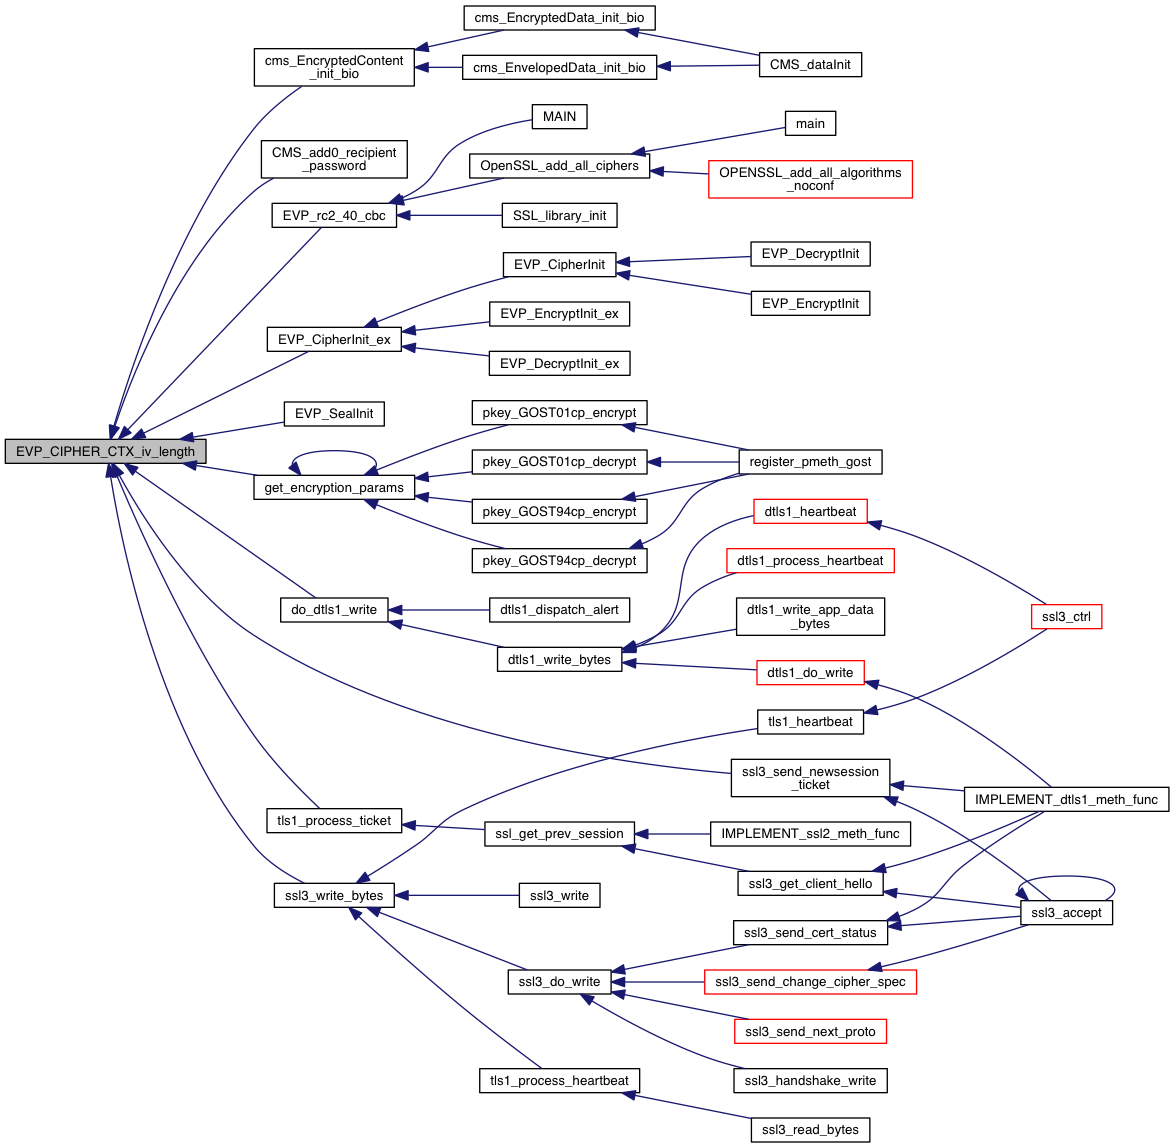 cms_EncryptedData_init_bio
cms_EncryptedContent
_init_bio
cms_EnvelopedData_init_bio
CMS_dataInit
MAIN
main
CMS_add0_recipient
_password
OpenSSL_add_all_ciphers
OPENSSL_add_all_algorithms
_noconf
EVP_rc2_40_cbc
SSL_library_init
EVP_CipherInit
EVP_DecryptInit
EVP_EncryptInit
EVP_EncryptInit_ex
EVP_CipherInit_ex
EVP_DecryptInit_ex
EVP_SealInit
pkey_GOST01cp_encrypt
EVP_CIPHER_CTX_iv_length
pkey_GOST01cp_decrypt
register_pmeth_gost
get_encryption_params
pkey_GOST94cp_encrypt
dtls1_heartbeat
pkey_GOST94cp_decrypt
dtls1_process_heartbeat
do_dtls1_write
dtls1_dispatch_alert
dtls1_write_app_data
_bytes
ssl3_ctrl
dtls1_write_bytes
dtls1_do_write
tls1_heartbeat
ssl3_send_newsession
_ticket
IMPLEMENT_dtls1_meth_func
tls1_process_ticket
ssl_get_prev_session
IMPLEMENT_ssl2_meth_func
ssl3_get_client_hello
ssl3_write_bytes
ssl3_write
ssl3_accept
ssl3_send_cert_status
ssl3_do_write
ssl3_send_change_cipher_spec
ssl3_send_next_proto
tls1_process_heartbeat
ssl3_handshake_write
ssl3_read_bytes